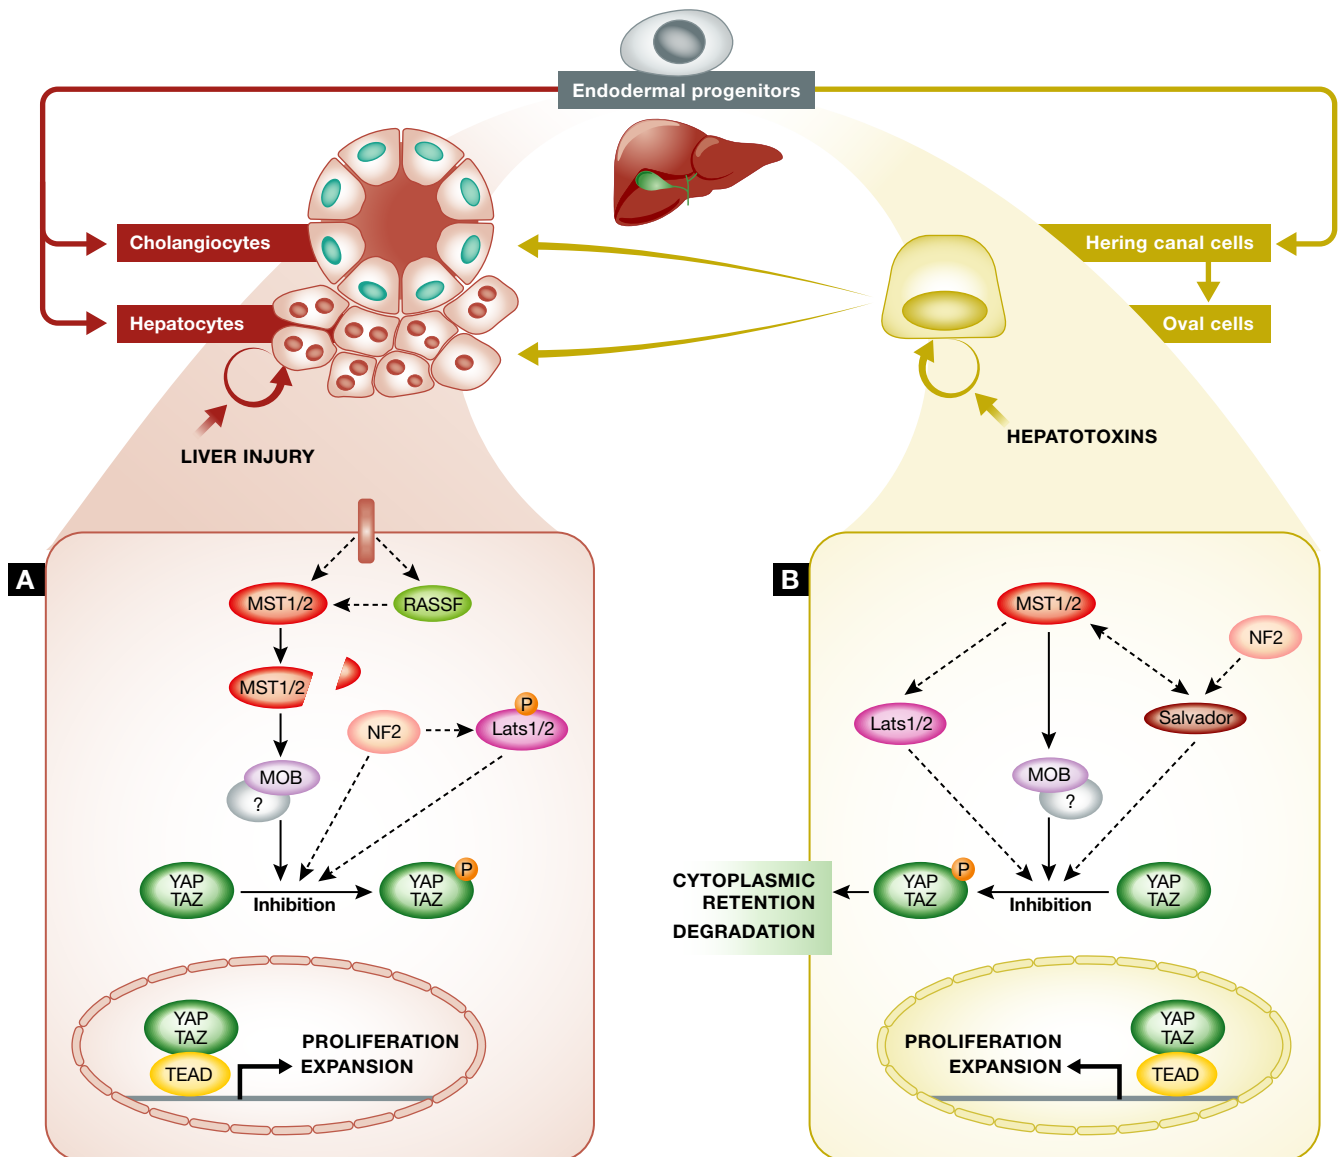 Endodermal progenitors
Cholangiocytes
Hering canal cells
Hepatocytes
Oval cells
LIVER INJURY
HEPATOTOXINS
A
MST1/2
RASSF
MST1/2
P
NF2
Lats1/2
MOB
?
YAP
TAZ
Inhibition
YAP
TAZ
P
YAP
TAZ
TEAD
PROLIFERATION
EXPANSION
B
MST1/2
NF2
Lats1/2
Salvador
MOB
?
CYTOPLASMIC
RETENTION
DEGRADATION
YAP
TAZ
P
Inhibition
YAP
TAZ
PROLIFERATION
EXPANSION
YAP
TAZ
TEAD